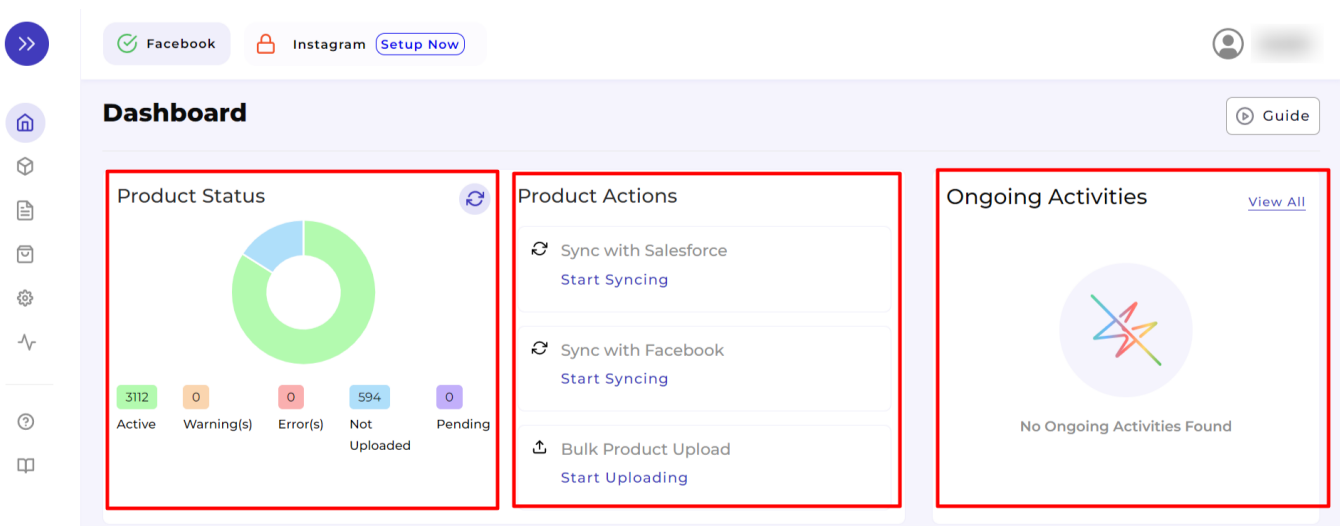 Facebook
Instagram Setup Now
Dashboard
Guide
Product Status
3112
Active
0
Warning(s)
0
Error(s)
594
Not
Uploaded
0
Pending
Product Actions
Sync with Salesforce
Start Syncing
Sync with Facebook
Start Syncing
Bulk Product Upload
Start Uploading
Ongoing Activities
View All
No Ongoing Activities Found